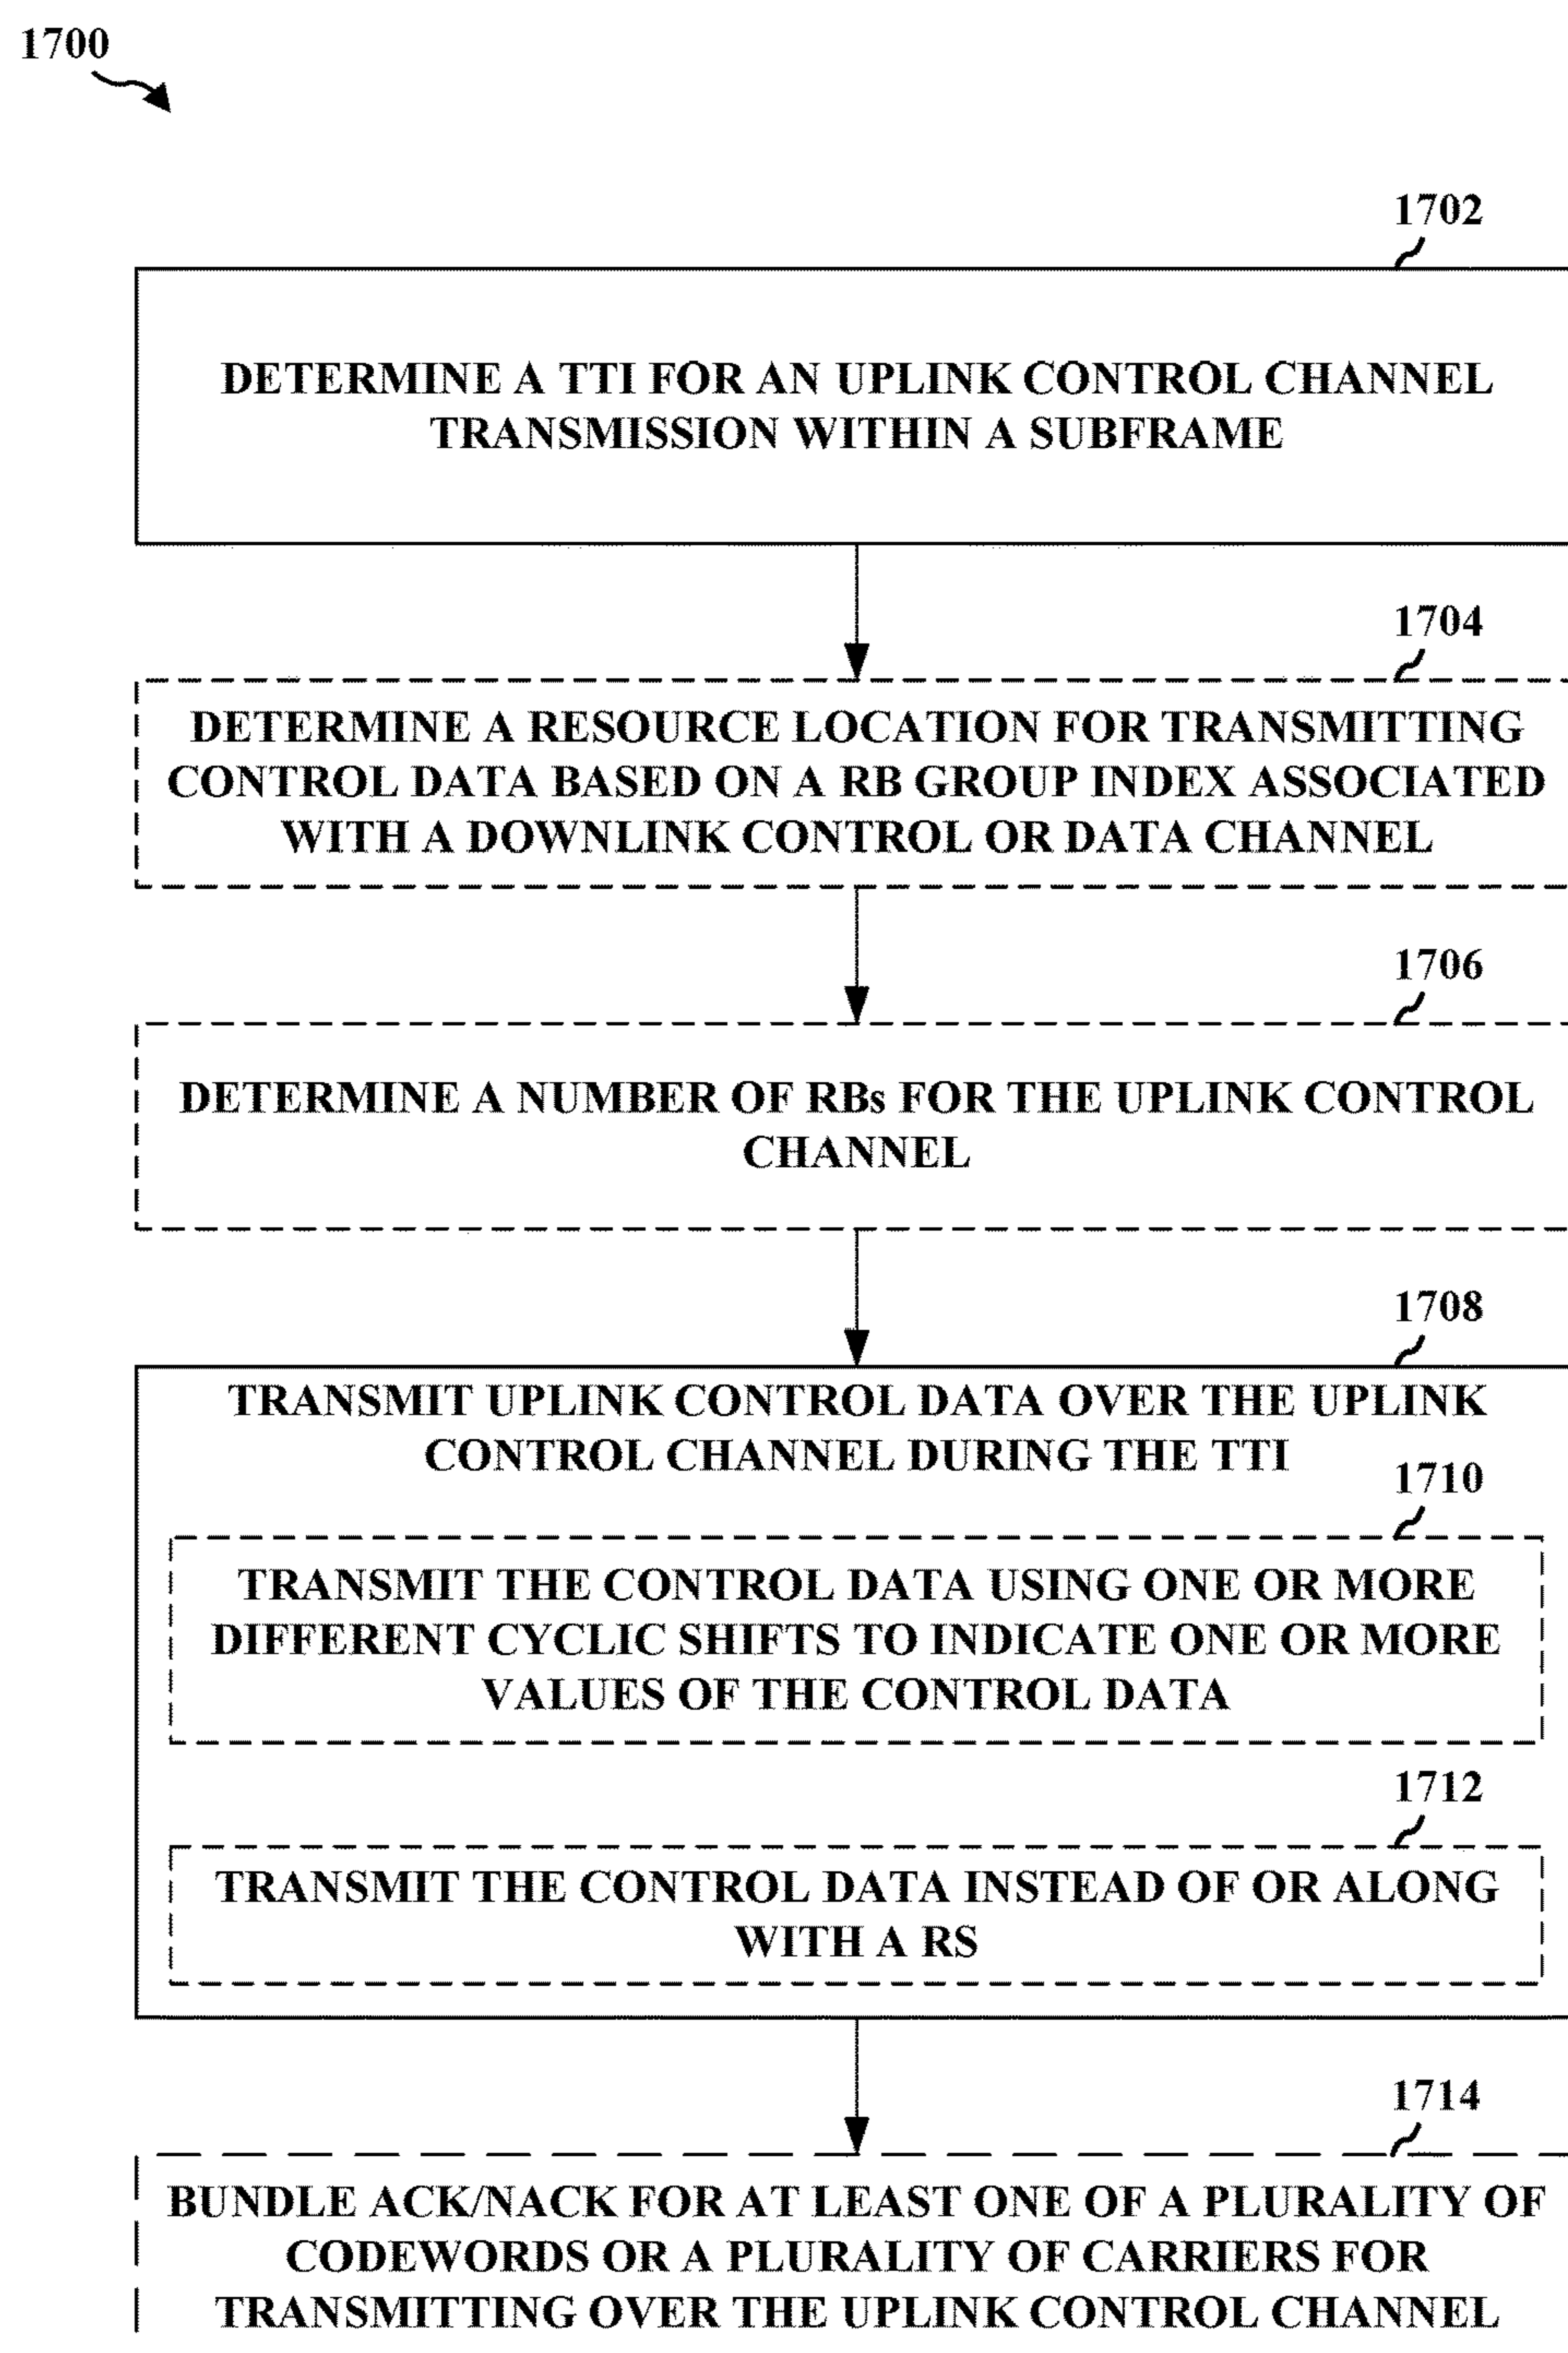 1700
1702
DETERMINE A TTI FOR AN UPLINK CONTROL CHANNEL
TRANSMISSION WITHIN A SUBFRAME
1704
DETERMINE A RESOURCE LOCATION FOR TRANSMITTING
CONTROL DATA BASED ON A RB GROUP INDEX ASSOCIATED
WITH A DOWNLINK CONTROL OR DATA CHANNEL
1706
DETERMINE A NUMBER OF RBs FOR THE UPLINK CONTROL
CHANNEL
1708
TRANSMIT UPLINK CONTROL DATA OVER THE UPLINK
CONTROL CHANNEL DURING THE TTI
1710
TRANSMIT THE CONTROL DATA USING ONE OR MORE
DIFFERENT CYCLIC SHIFTS TO INDICATE ONE OR MORE
VALUES OF THE CONTROL DATA
1712
TRANSMIT THE CONTROL DATA INSTEAD OF OR ALONG
WITH A RS
1714
BUNDLE ACK/NACK FOR AT LEAST ONE OF A PLURALITY OF
CODEWORDS OR A PLURALITY OF CARRIERS FOR
TRANSMITTING OVER THE UPLINK CONTROL CHANNEL